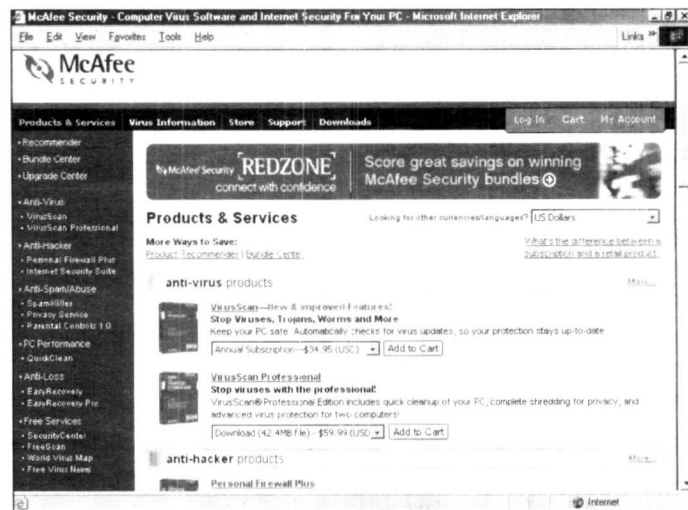 McAfee Security - Computer Virus Software and Internet Security For Your PC - Microsoft Internet Explorer
File Edit View Favorites Tools Help
Links »
McAfee
SECURITY
Products & Services Virus Information Store Support Downloads
Log In Cart My Account
• Recommender
• Bundle Center
• Upgrade Center
• Anti-Virus
• VirusScan
• VirusScan Professional
• Anti-Hacker
• Personal Firewall Plus
• Internet Security Suite
• Anti-Spam/Abuse
• SpamKiller
• Privacy Service
• Parental Controls 1.0
• PC Performance
• QuickClean
• Anti-Loss
• EasyRecovery
• EasyRecovery Pro
• Free Services
• SecurityCenter
• FreeScan
• World Virus Map
• Free Virus News
McAfee Security REDZONE
connect with confidence
Score great savings on winning
McAfee Security bundles
Products & Services
Looking for other currencies/languages? US Dollars
More Ways to Save:
Product Recommender | Bundle Cente
What's the difference between a
subscription and a retail product
anti-virus products
More...
VirusScan—New & improved Features!
Stop Viruses, Trojans, Worms and More
Keep your PC safe. Automatically checks for virus updates, so your protection stays up-to-date
Annual Subscription---$34.95 (USD) Add to Cart
VirusScan Professional
Stop viruses with the professional!
VirusScan® Professional Edition includes quick cleanup of your PC, complete shredding for privacy, and
advanced virus protection for two computers!
Download (42.4MB file) - $59.99 (USD Add to Cart
anti-hacker products
More...
Personal Firewall Plus
Internet